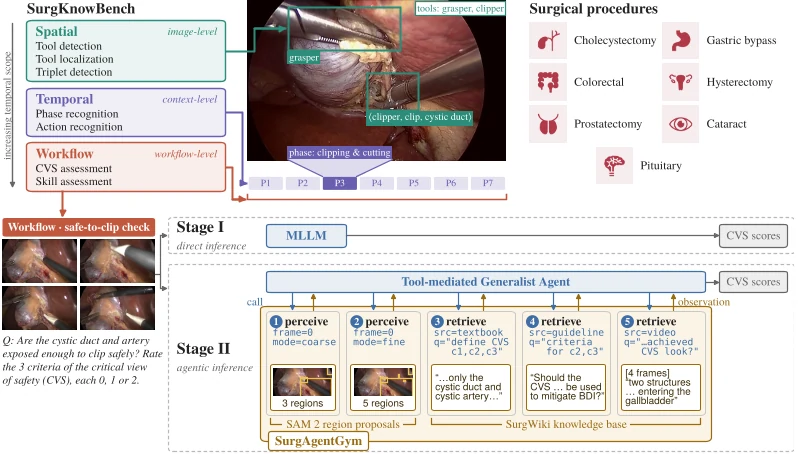 SurgKnowBench
increasing temporal scope
Spatial
image-level
Tool detection
Tool localization
Triplet detection
Temporal
context-level
Phase recognition
Action recognition
Workflow
workflow-level
CVS assessment
Skill assessment
tools: grasper, clipper
grasper
⟨clipper, clip, cystic duct⟩
phase: clipping & cutting
P1 P2 P3 P4 P5 P6 P7
Surgical procedures
Cholecystectomy
Gastric bypass
Colorectal
Hysterectomy
Prostatectomy
Cataract
Pituitary
Workflow · safe-to-clip check
Q: Are the cystic duct and artery
exposed enough to clip safely? Rate
the 3 criteria of the critical view
of safety (CVS), each 0, 1 or 2.
Stage I
direct inference
MLLM
CVS scores
Stage II
agentic inference
Tool-mediated Generalist Agent
CVS scores
call
observation
1 perceive
frame=0
mode=coarse
3 regions
2 perceive
frame=0
mode=fine
5 regions
3 retrieve
src=textbook
q="define CVS
c1,c2,c3"
“…only the
cystic duct and
cystic artery…”
4 retrieve
src=guideline
q="criteria
for c2,c3"
“Should the
CVS … be used
to mitigate BDI?”
5 retrieve
src=video
q="…achieved
CVS look?"
[4 frames]
“two structures
… entering the
gallbladder”
SAM 2 region proposals
SurgWiki knowledge base
SurgAgentGym